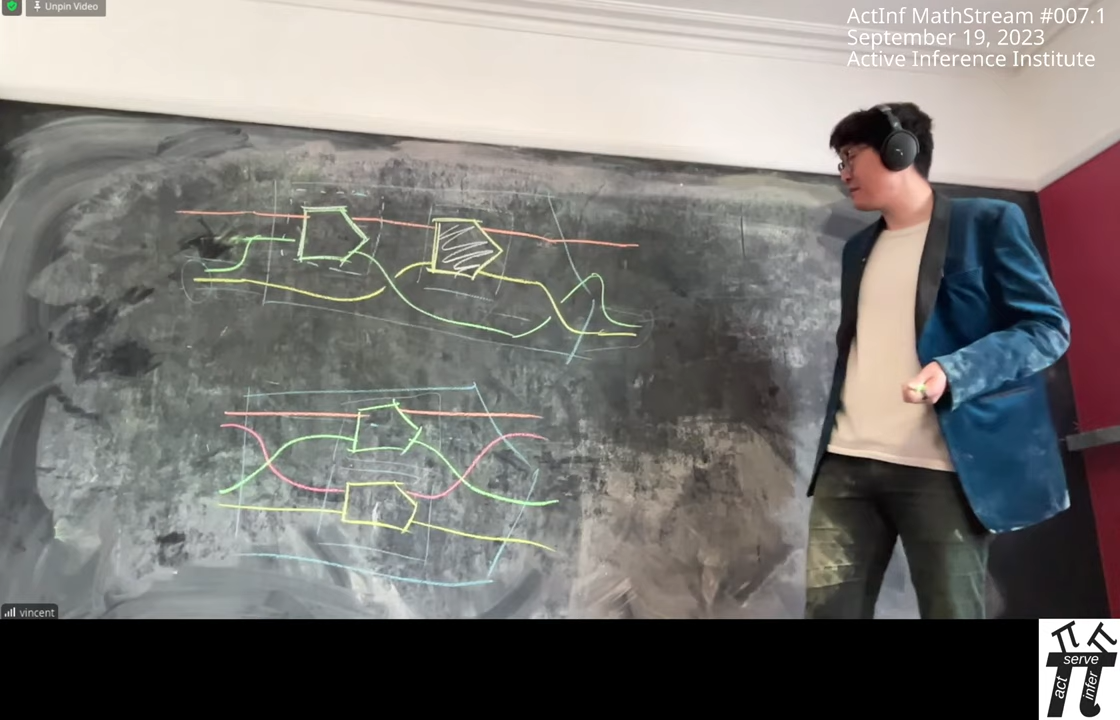 Unpin Video
ActInf MathStream #007.1
September 19, 2023
Active Inference Institute
vincent
serve
act
infer